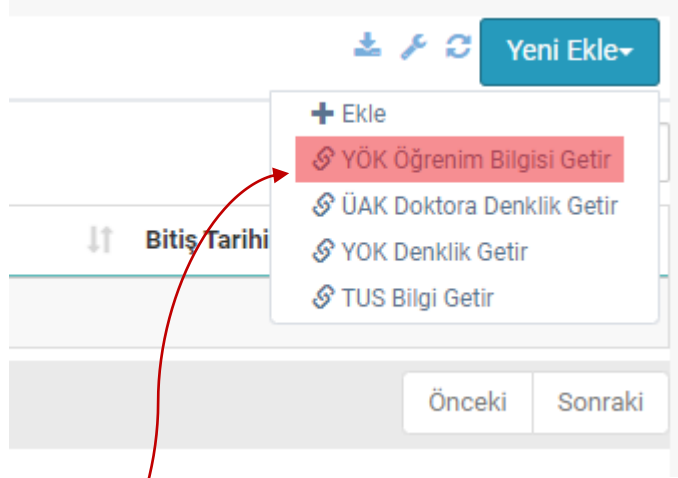 Yeni Ekle
Ekle
YÖK Öğrenim Bilgisi Getir
ÜAK Doktora Denklik Getir
Bitiş Tarihi
YOK Denklik Getir
TUS Bilgi Getir
Önceki
Sonraki